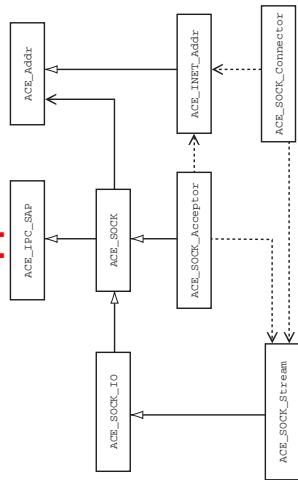 ACE_Addr
ACE_INET_Addr
ACE_SOCK_Connector
ACE_IPC_SAP
ACE_SOCK
ACE_SOCK_Acceptor
ACE_SOCK_IO
ACE_SOCK_Stream